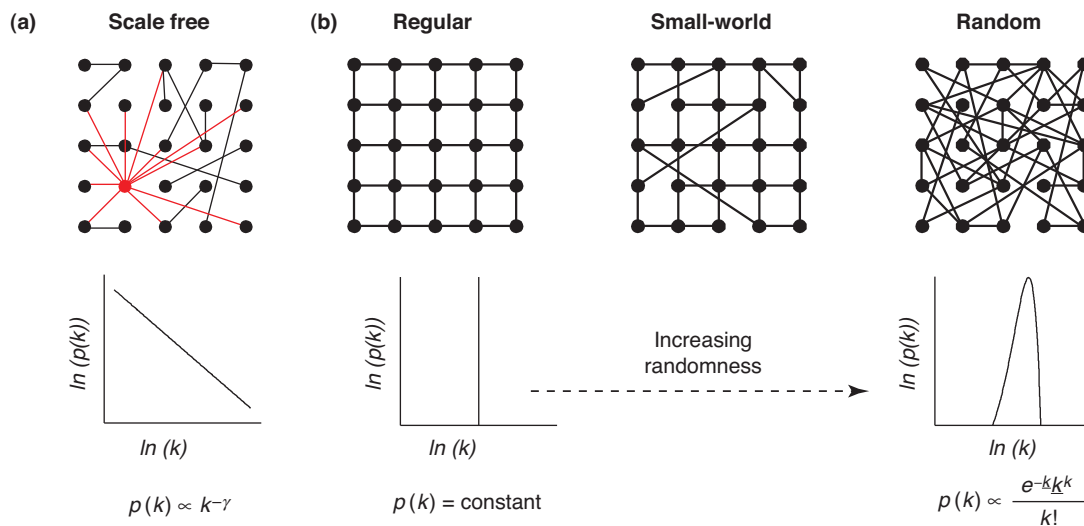 (a) Scale free (b) Regular Small-world Random
ln (p(k))
ln (k)
p(k) ∝ k^{−γ}
ln (p(k))
ln (k)
p(k) = constant
Increasing
randomness
ln (p(k))
ln (k)
p(k) ∝ e^{−k̲}k̲^{k} / k!